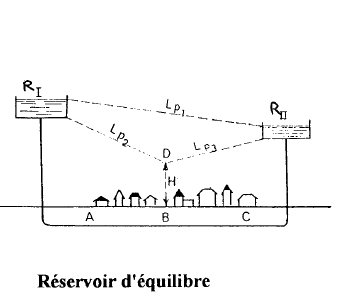 R_I
L_P1
R_II
L_P2
D
L_P3
H
A B C
Réservoir d'équilibre